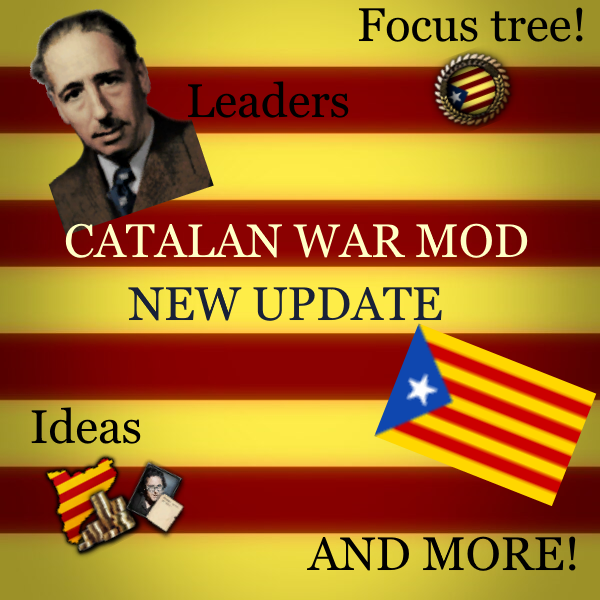 Focus tree!
Leaders
CATALAN WAR MOD
NEW UPDATE
Ideas
AND MORE!